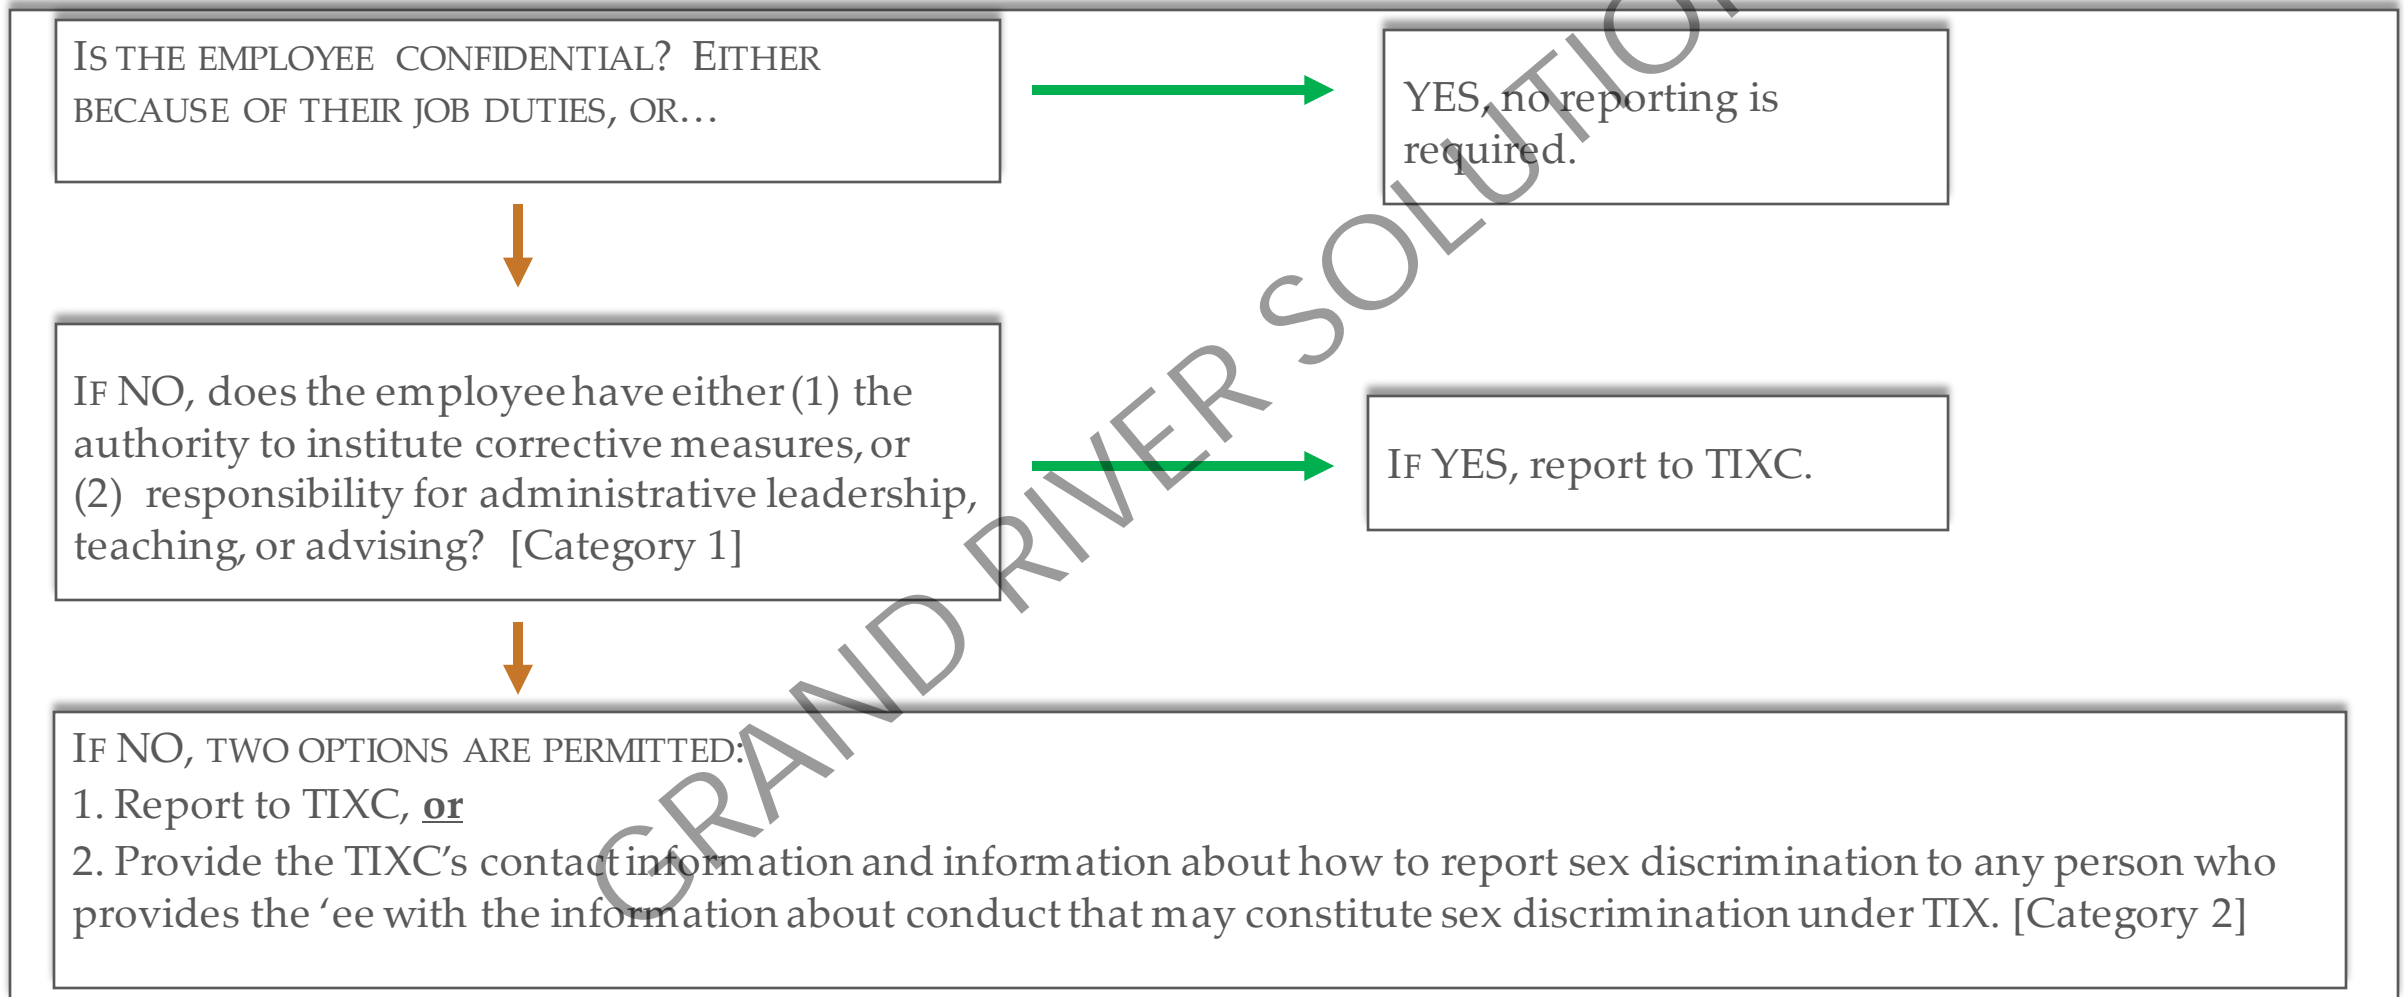 IS THE EMPLOYEE CONFIDENTIAL? EITHER
BECAUSE OF THEIR JOB DUTIES, OR...
YES, no reporting is
required.
IF NO, does the employee have either (1) the
authority to institute corrective measures, or
(2) responsibility for administrative leadership,
teaching, or advising? [Category 1]
IF YES, report to TIXC.
IF NO, TWO OPTIONS ARE PERMITTED:
1. Report to TIXC, or
2. Provide the TIXC's contact information and information about how to report sex discrimination to any person who
provides the ‘ee with the information about conduct that may constitute sex discrimination under TIX. [Category 2]
GRAND RIVER SOLUTION